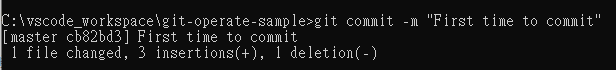 C:\vscode_workspace\git-operate-sample>git commit -m "First time to commit"
[master cb82bd3] First time to commit
 1 file changed, 3 insertions(+), 1 deletion(-)